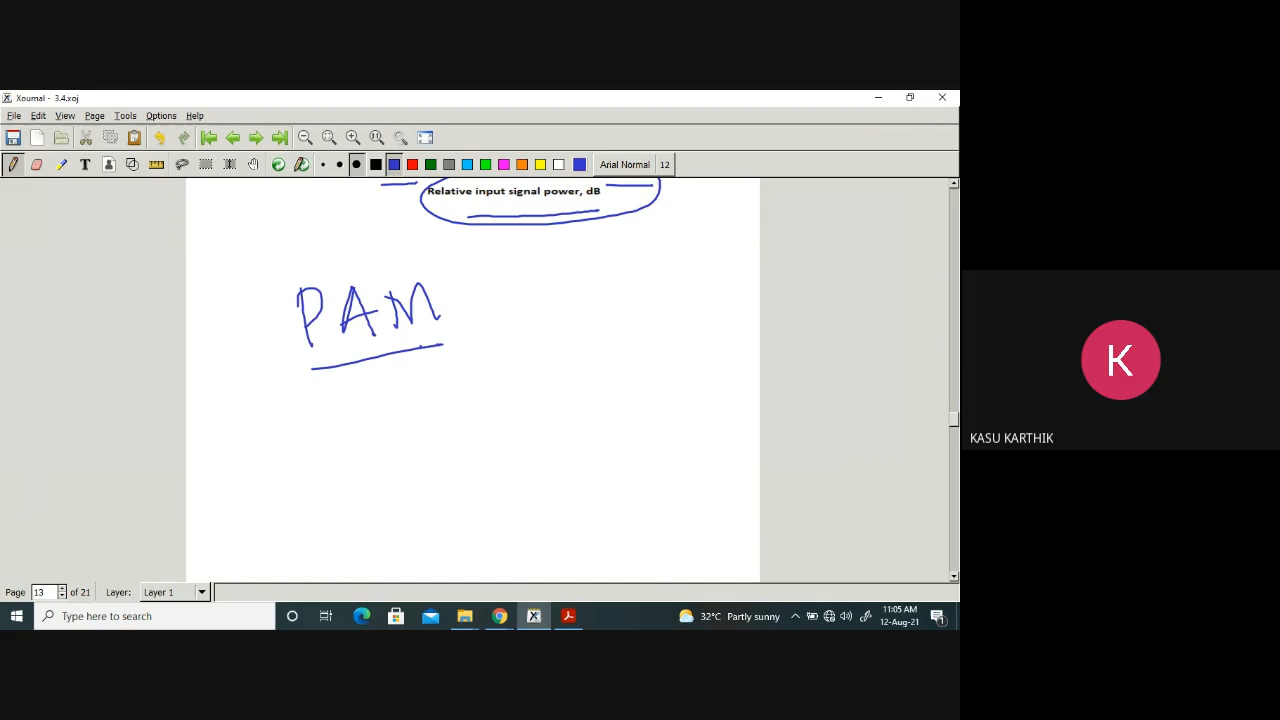 Xournal - 3.4.xoj
File Edit View Page Tools Options Help
Arial Normal 12
Relative input signal power, dB
PAM
K
KASU KARTHIK
Page 13 of 21 Layer: Layer 1
Type here to search
32°C Partly sunny
11:05 AM
12-Aug-21
1